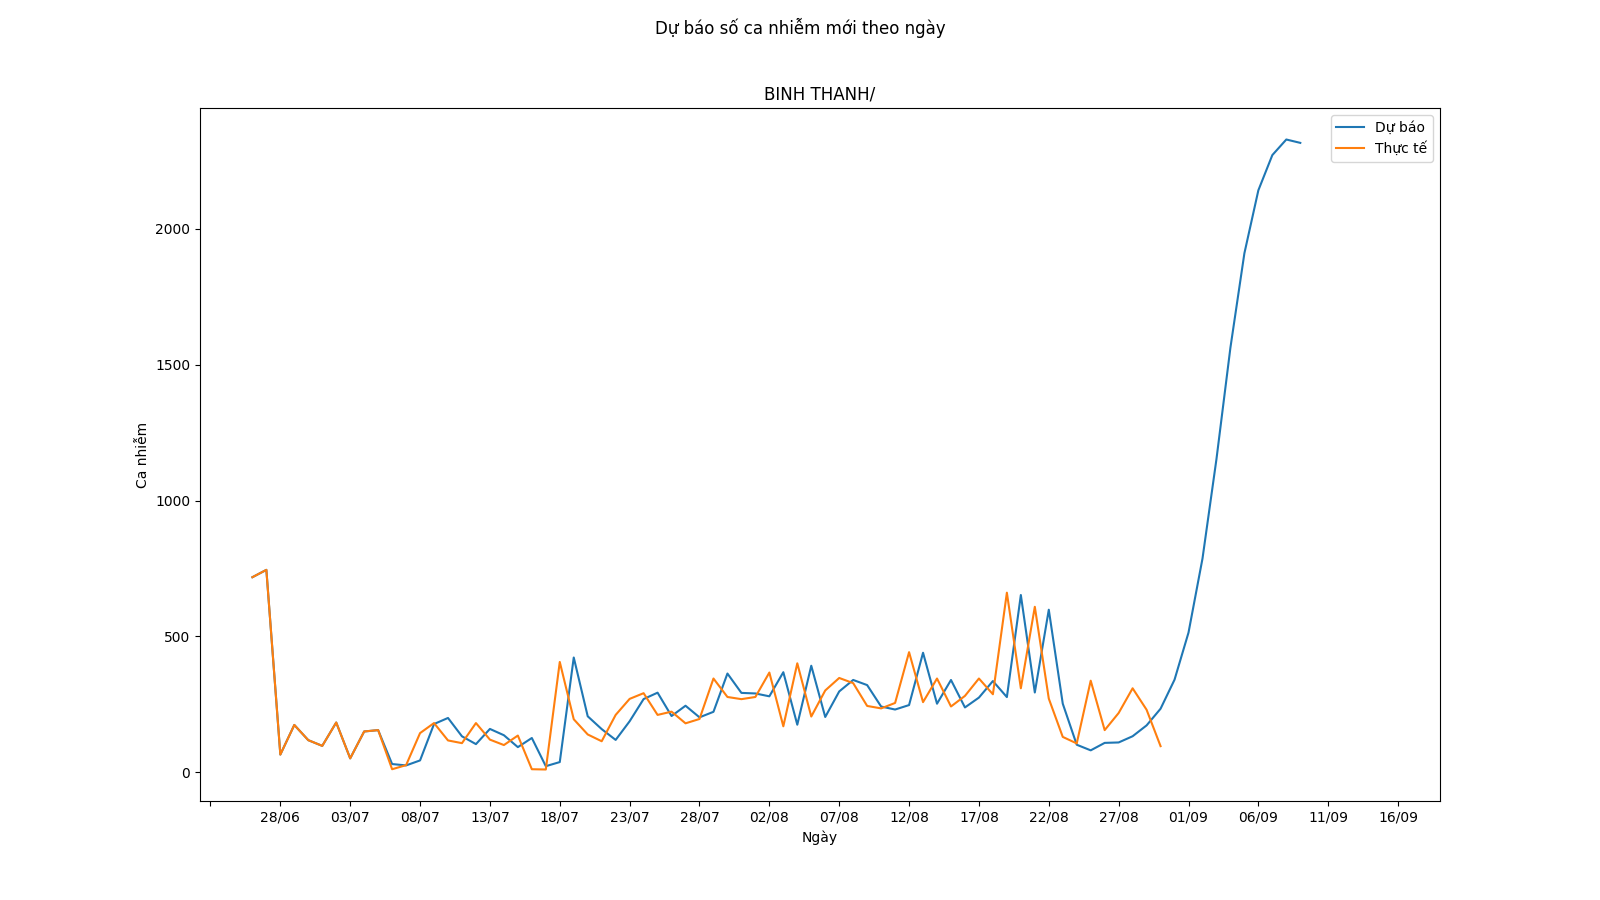 Dự báo số ca nhiễm mới theo ngày
BINH THANH/
Dự báo
Thực tế
Ca nhiễm
2000
1500
1000
500
0
28/06 03/07 08/07 13/07 18/07 23/07 28/07 02/08 07/08 12/08 17/08 22/08 27/08 01/09 06/09 11/09 16/09
Ngày